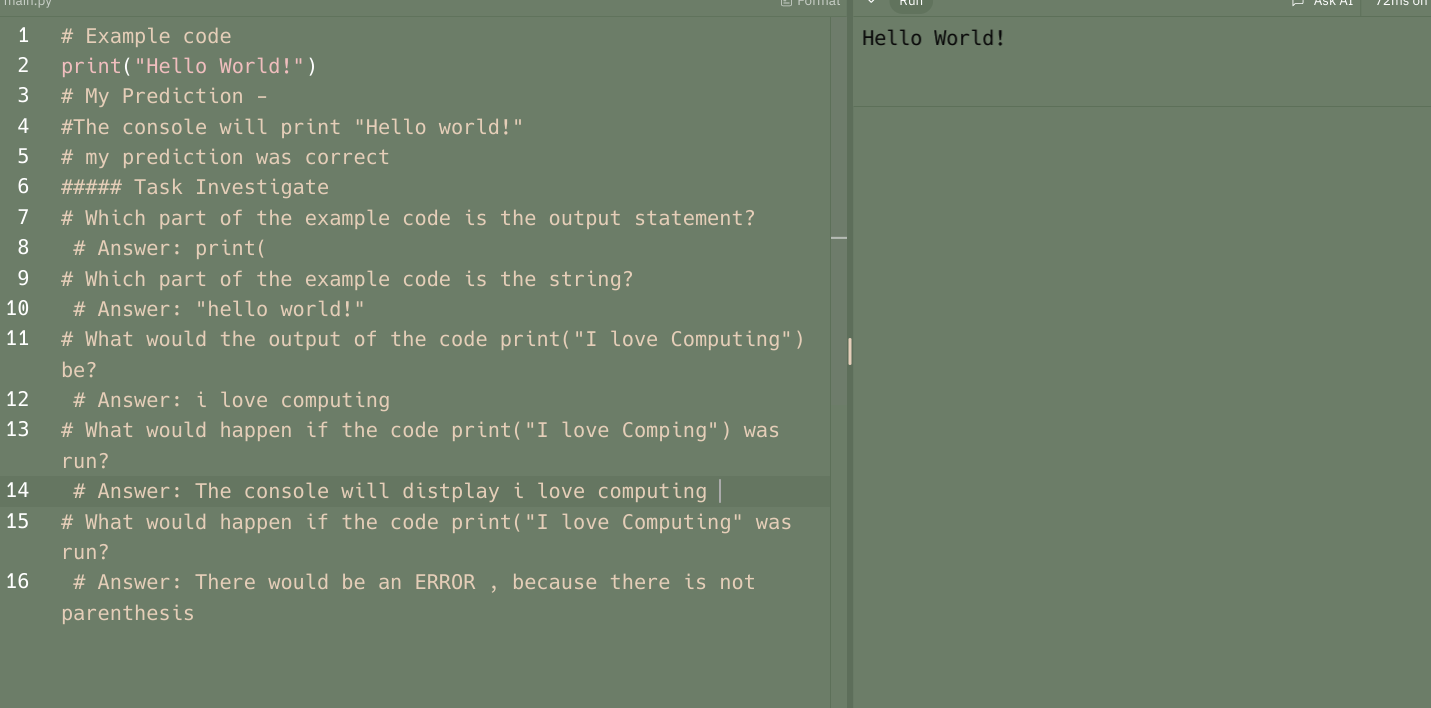 main.py Format Run Ask AI 72ms on
1 # Example code
2 print("Hello World!")
3 # My Prediction -
4 #The console will print "Hello world!"
5 # my prediction was correct
6 ##### Task Investigate
7 # Which part of the example code is the output statement?
8 # Answer: print(
9 # Which part of the example code is the string?
10 # Answer: "hello world!"
11 # What would the output of the code print("I love Computing")
be?
12 # Answer: i love computing
13 # What would happen if the code print("I love Comping") was
run?
14 # Answer: The console will distplay i love computing
15 # What would happen if the code print("I love Computing" was
run?
16 # Answer: There would be an ERROR , because there is not
parenthesis
Hello World!